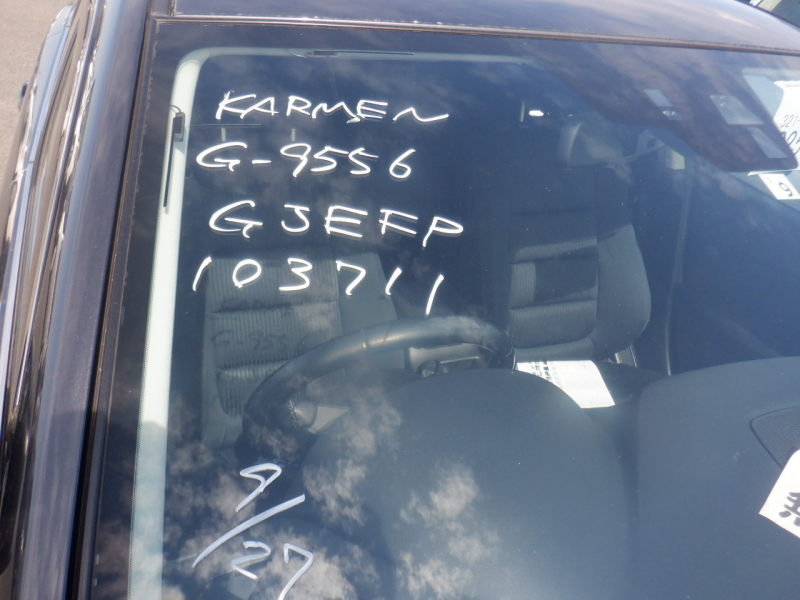 KARMEN
G-9556
GJEFP
103711
9/27